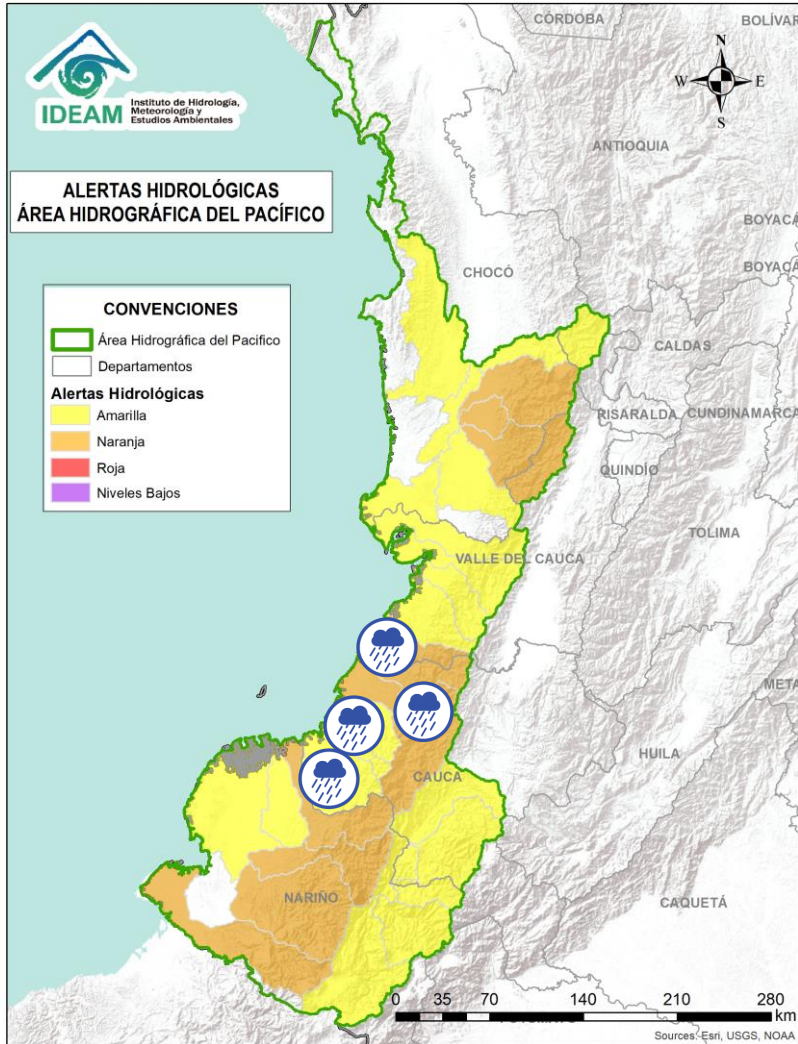 CÓRDOBA
BOLÍVAR
N
W
E
S
IDEAM
Instituto de Hidrología,
Meteorología y
Estudios Ambientales
ANTIOQUIA
ALERTAS HIDROLÓGICAS
ÁREA HIDROGRÁFICA DEL PACÍFICO
BOYACÁ
BOYACÁ
CHOCÓ
CONVENCIONES
Área Hidrográfica del Pacifico
Departamentos
Alertas Hidrológicas
Amarilla
Naranja
Roja
Niveles Bajos
CALDAS
RISARALDA
CUNDINAMARCA
QUINDÍO
TOLIMA
VALLE DEL CAUCA
META
HUILA
CAUCA
NARIÑO
CAQUETÁ
0 35 70 140 210 280
km
Sources: Esri, USGS, NOAA